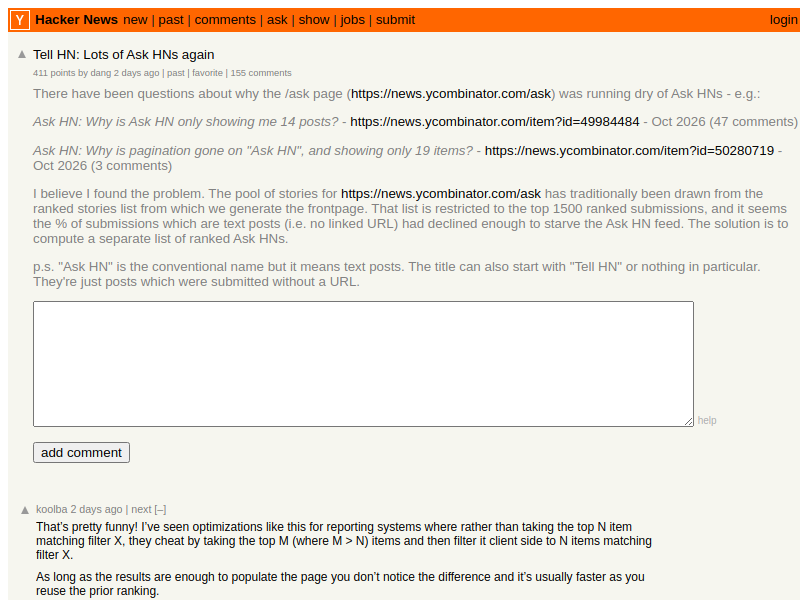 Y Hacker News new | past | comments | ask | show | jobs | submit login
Tell HN: Lots of Ask HNs again
411 points by dang 2 days ago | past | favorite | 155 comments
There have been questions about why the /ask page (https://news.ycombinator.com/ask) was running dry of Ask HNs - e.g.:
Ask HN: Why is Ask HN only showing me 14 posts? - https://news.ycombinator.com/item?id=49984484 - Oct 2026 (47 comments)
Ask HN: Why is pagination gone on "Ask HN", and showing only 19 items? - https://news.ycombinator.com/item?id=50280719 -
Oct 2026 (3 comments)
I believe I found the problem. The pool of stories for https://news.ycombinator.com/ask has traditionally been drawn from the
ranked stories list from which we generate the frontpage. That list is restricted to the top 1500 ranked submissions, and it seems
the % of submissions which are text posts (i.e. no linked URL) had declined enough to starve the Ask HN feed. The solution is to
compute a separate list of ranked Ask HNs.
p.s. "Ask HN" is the conventional name but it means text posts. The title can also start with "Tell HN" or nothing in particular.
They're just posts which were submitted without a URL.
help
add comment
koolba 2 days ago | next [–]
That’s pretty funny! I’ve seen optimizations like this for reporting systems where rather than taking the top N item
matching filter X, they cheat by taking the top M (where M > N) items and then filter it client side to N items matching
filter X.
As long as the results are enough to populate the page you don’t notice the difference and it’s usually faster as you
reuse the prior ranking.